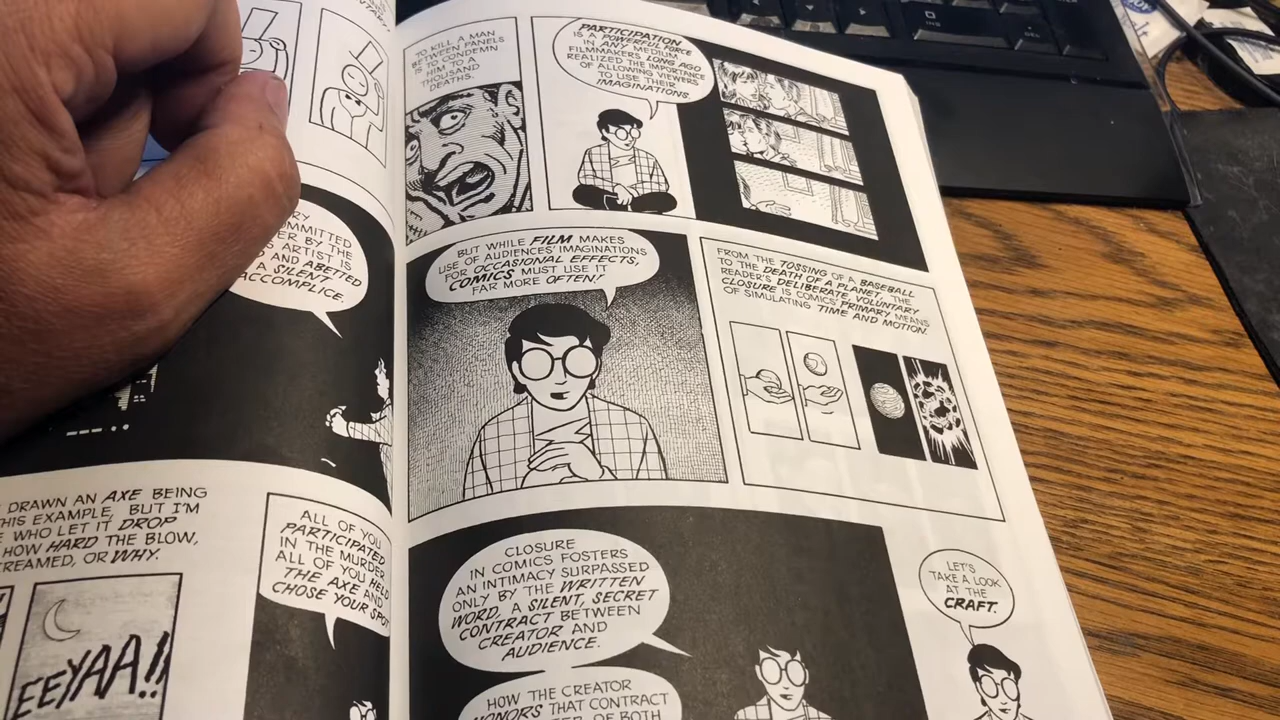 RY
OMMITTED
ER BY THE
S ARTIST IS
D AND ABETTED
A SILENT
ACCOMPLICE.
DRAWN AN AXE BEING
THIS EXAMPLE, BUT I'M
E WHO LET IT DROP
HOW HARD THE BLOW,
REAMED, OR WHY.
EEYAA!!
ALL OF YOU
PARTICIPATED
IN THE MURDER.
ALL OF YOU HELD
THE AXE AND
CHOSE YOUR SPOT
TO KILL A MAN
BETWEEN PANELS
IS TO CONDEMN
HIM TO A
THOUSAND
DEATHS.
PARTICIPATION
IS A POWERFUL FORCE
IN ANY MEDIUM.
FILMMAKERS LONG AGO
REALIZED THE IMPORTANCE
OF ALLOWING VIEWERS
TO USE THEIR
IMAGINATIONS.
BUT WHILE FILM MAKES
USE OF AUDIENCES' IMAGINATIONS
FOR OCCASIONAL EFFECTS,
COMICS MUST USE IT
FAR MORE OFTEN!
FROM THE TOSSING OF A BASEBALL
TO THE DEATH OF A PLANET, THE
READER'S DELIBERATE, VOLUNTARY
CLOSURE IS COMICS' PRIMARY MEANS
OF SIMULATING TIME AND MOTION.
CLOSURE
IN COMICS FOSTERS
AN INTIMACY SURPASSED
ONLY BY THE WRITTEN
WORD, A SILENT, SECRET
CONTRACT BETWEEN
CREATOR AND
AUDIENCE.
HOW THE CREATOR
HONORS THAT CONTRACT
OF BOTH
LET'S
TAKE A LOOK
AT THE
CRAFT.